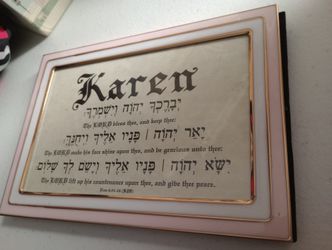 Karen
יְבָרֶכְךָ יְהוָֹה וְיִשְׁמְרֶךָ:
The LORD bless thee, and keep thee:
יָאֵר יְהוָֹה | פָּנָיו אֵלֶיךָ וִיחֻנֶּךָּ:
The LORD make his face shine upon thee, and be gracious unto thee:
יִשָּׂא יְהוָֹה | פָּנָיו אֵלֶיךָ וְיָשֵׂם לְךָ שָׁלוֹם:
The LORD lift up his countenance upon thee, and give thee peace.